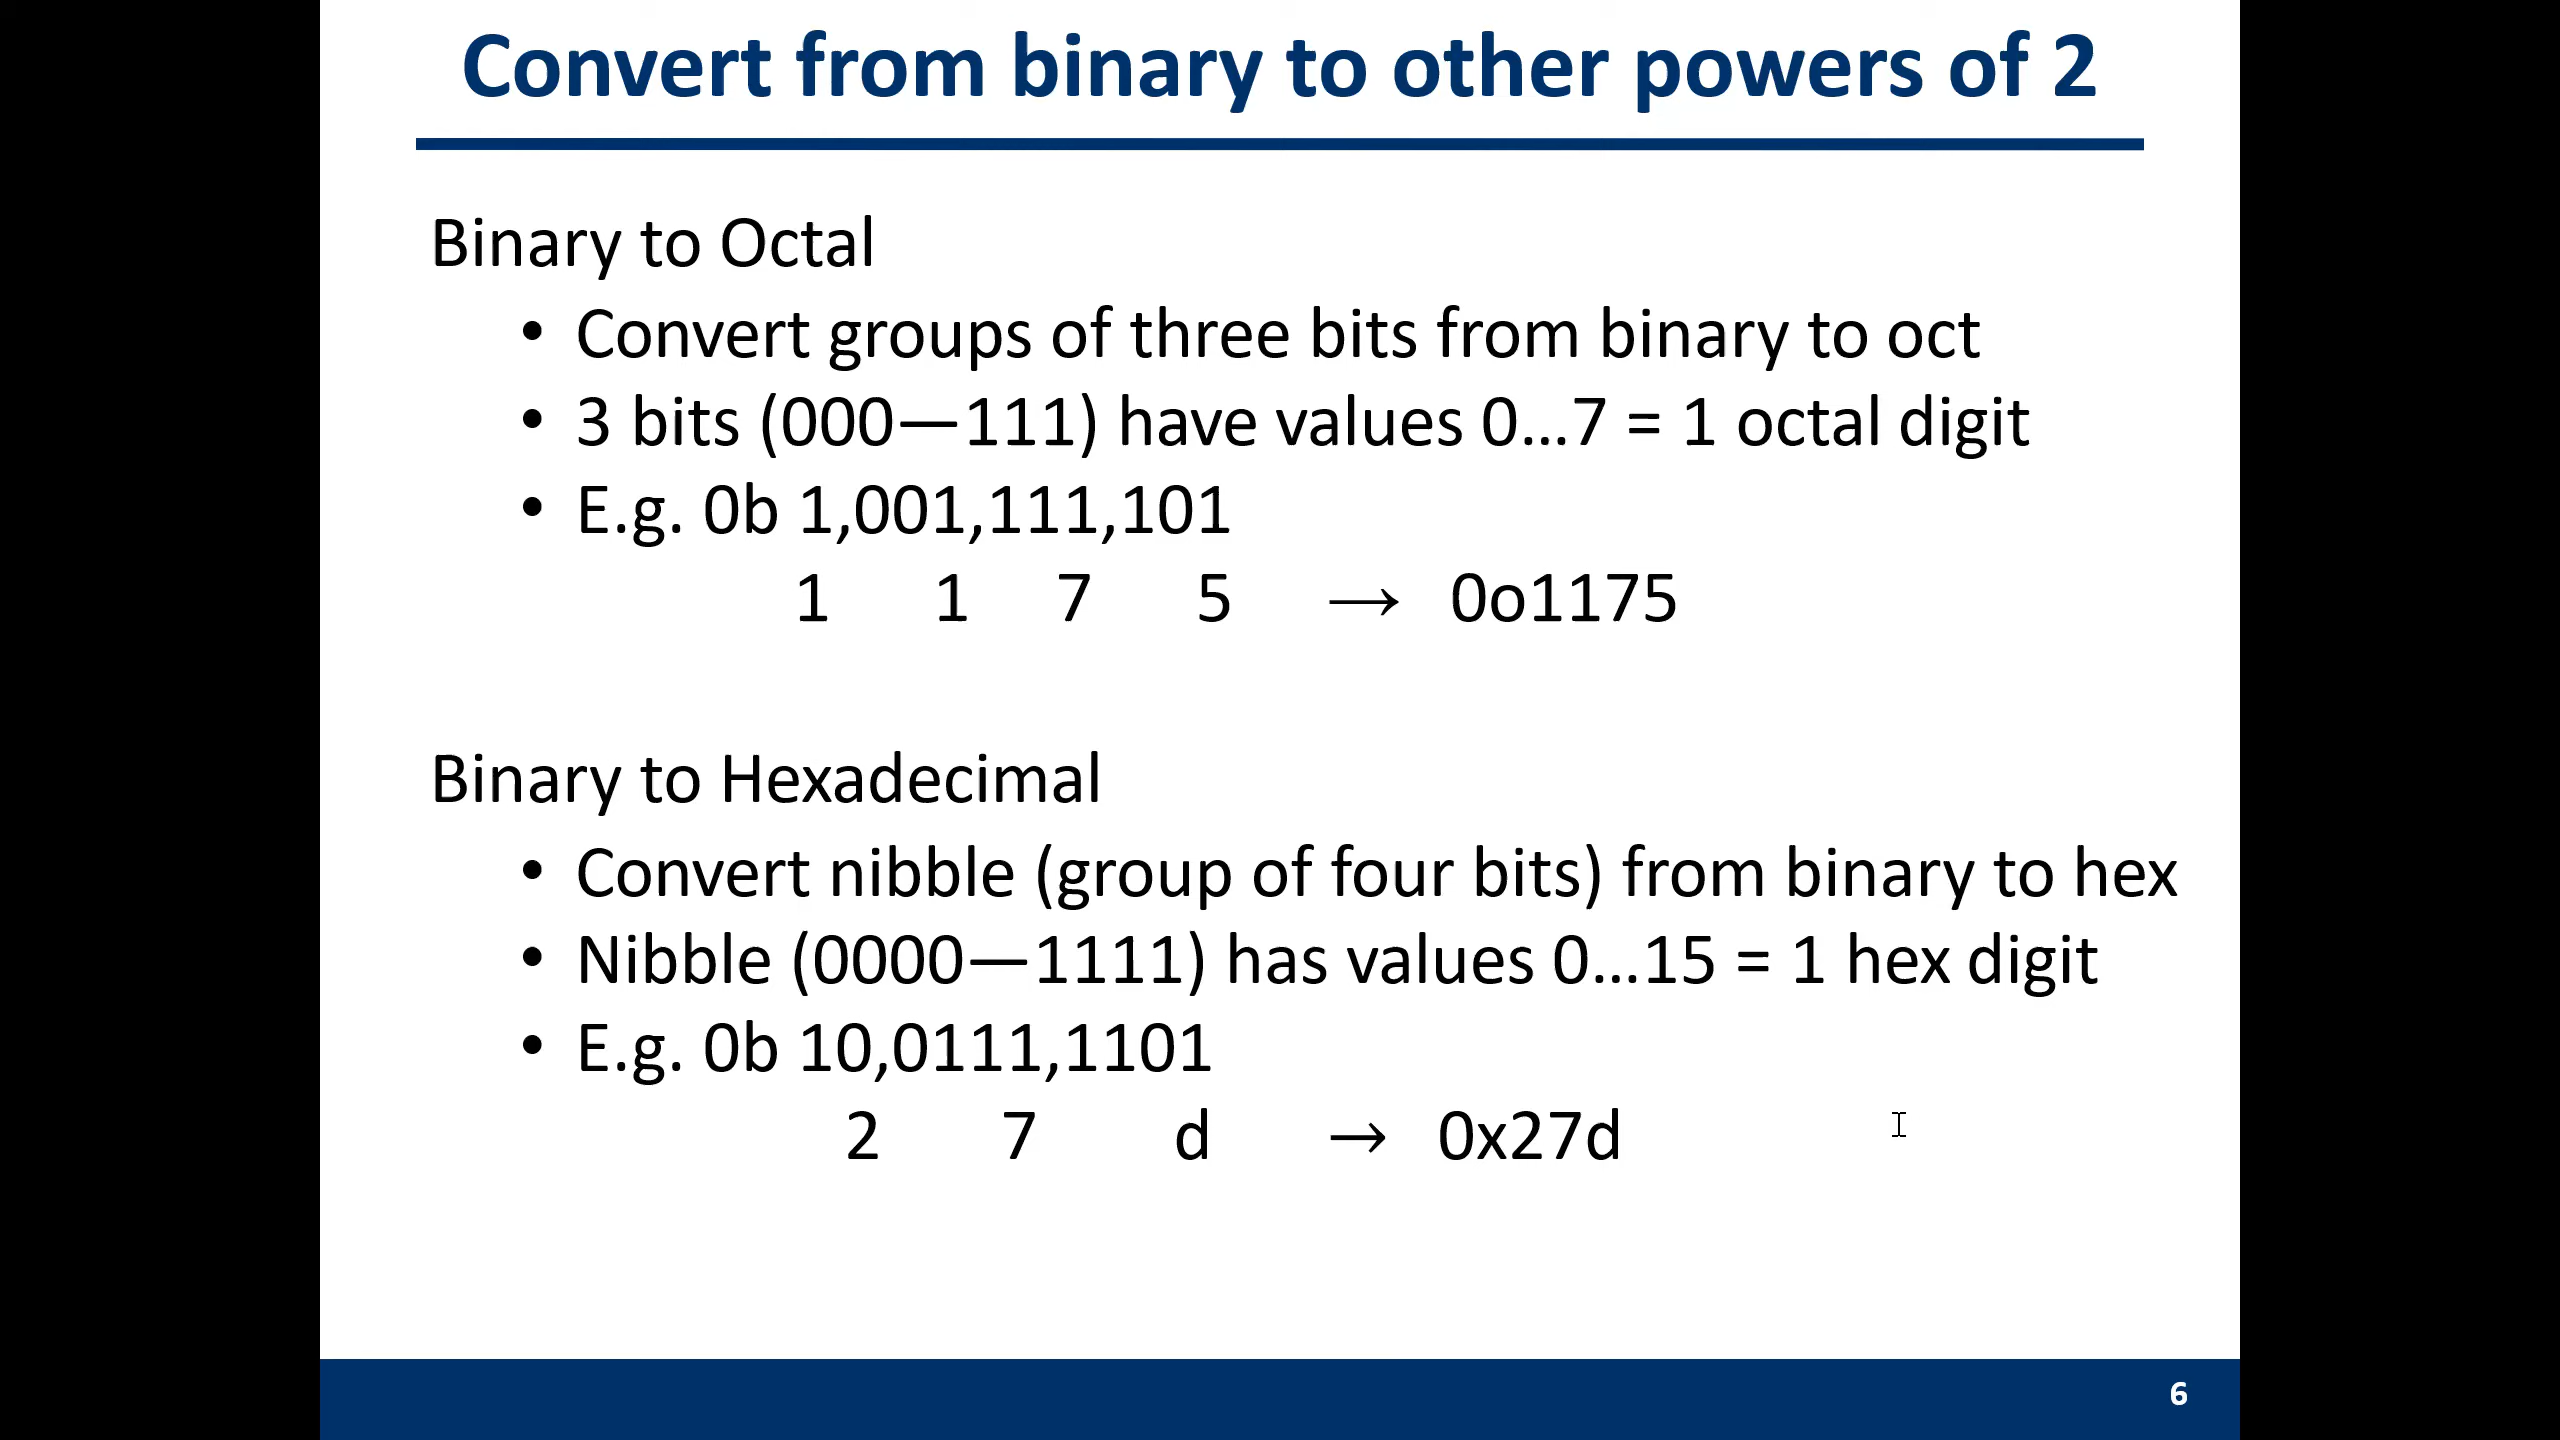 Convert from binary to other powers of 2
Binary to Octal
• Convert groups of three bits from binary to oct
• 3 bits (000—111) have values 0…7 = 1 octal digit
• E.g. 0b 1,001,111,101
1 1 7 5 → 0o1175
Binary to Hexadecimal
• Convert nibble (group of four bits) from binary to hex
• Nibble (0000—1111) has values 0…15 = 1 hex digit
• E.g. 0b 10,0111,1101
2 7 d → 0x27d
6